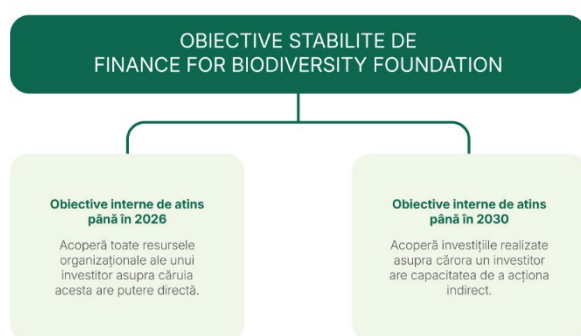 OBIECTIVE STABILITE DE
FINANCE FOR BIODIVERSITY FOUNDATION
Obiective interne de atins
până în 2026
Acoperă toate resursele
organizaționale ale unui
investitor asupra căruia
acesta are putere directă.
Obiective interne de atins
până în 2030
Acoperă investițiile realizate
asupra cărora un investitor
are capacitatea de a acționa
indirect.